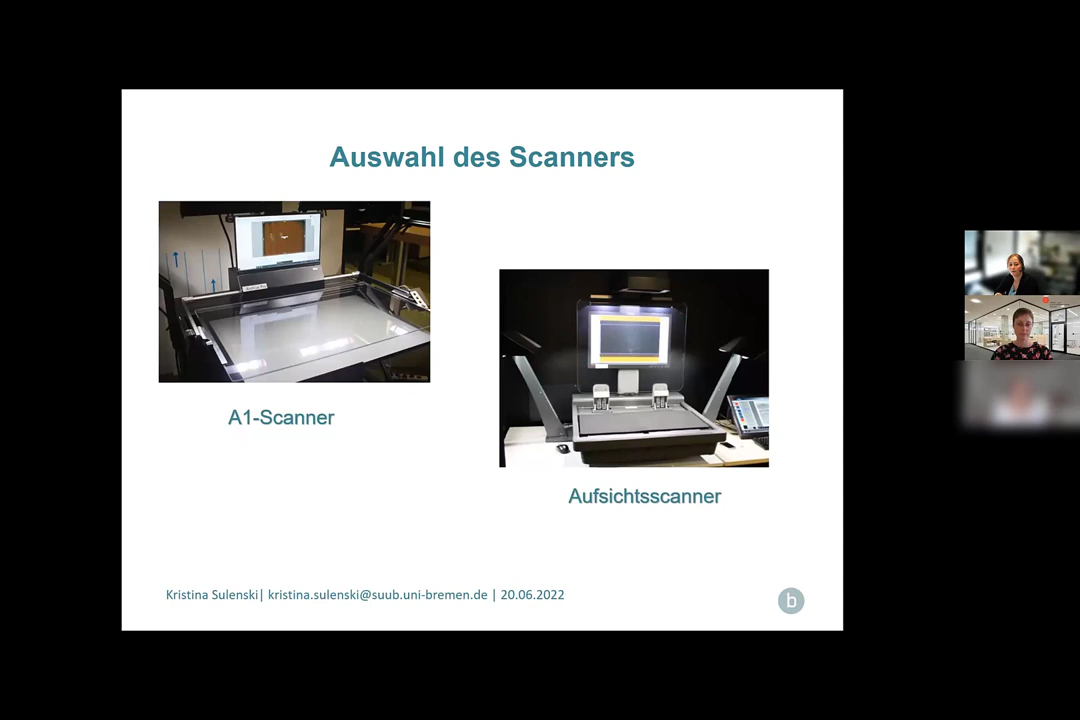 Auswahl des Scanners
A1-Scanner
Aufsichtsscanner
Kristina Sulenski| kristina.sulenski@suub.uni-bremen.de | 20.06.2022
b